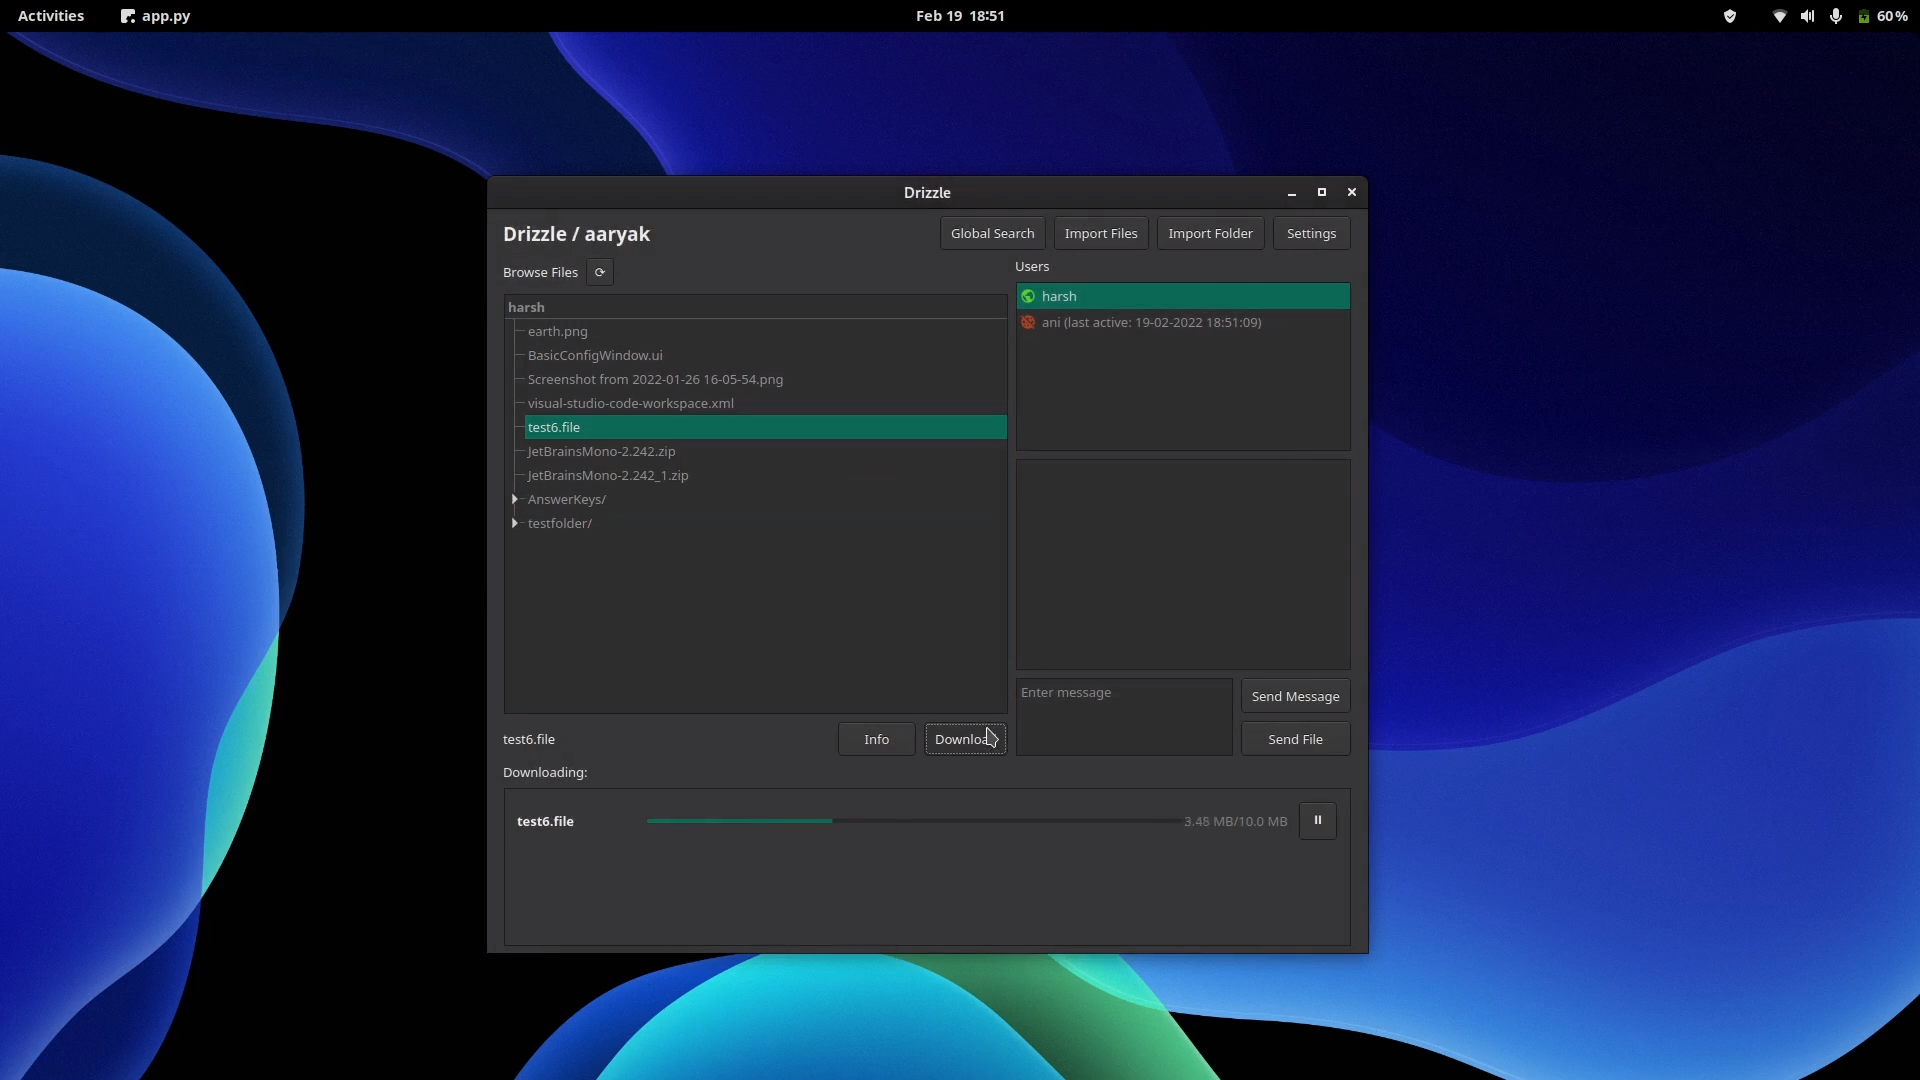 Activities app.py Feb 19 18:51 60%
Drizzle
Drizzle / aaryak Global Search Import Files Import Folder Settings
Browse Files ⟳
harsh
earth.png
BasicConfigWindow.ui
Screenshot from 2022-01-26 16-05-54.png
visual-studio-code-workspace.xml
test6.file
JetBrainsMono-2.242.zip
JetBrainsMono-2.242_1.zip
AnswerKeys/
testfolder/
Users
harsh
ani (last active: 19-02-2022 18:51:09)
Enter message
Send Message
Send File
test6.file Info Download
Downloading:
test6.file 3.45 MB/10.0 MB